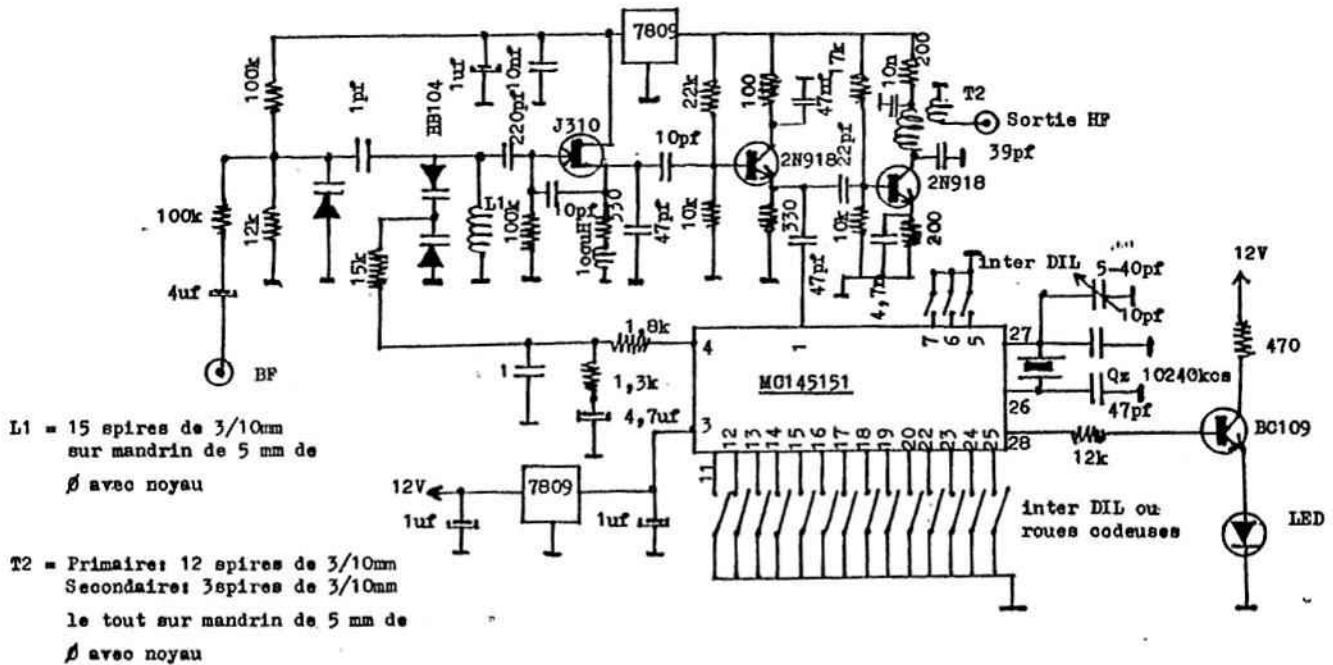 7809
100k
1uf
10nf
22k
100
47nf
17k
200
10n
T2
1pf
BB104
220pf
J310
10pf
2N918
22pf
Sortie HF
39pf
2N918
100k
12k
L1
100k
10pf
330
100uH
47pf
10k
330
10k
200
15k
47pf
4,7n
inter DIL
5-40pf
12V
4uf
10pf
1,8k
4
1
7
6
5
27
470
BF
1
1,3k
MC145151
Qz 10240kcs
26
4,7uf
47pf
L1 = 15 spires de 3/10mm
sur mandrin de 5 mm de
Ø avec noyau
3
28
BC109
11
12
13
14
15
16
17
18
19
20
22
23
24
25
12k
12V
7809
1uf
1uf
inter DIL ou
roues codeuses
LED
T2 = Primaire: 12 spires de 3/10mm
Secondaire: 3spires de 3/10mm
le tout sur mandrin de 5 mm de
Ø avec noyau